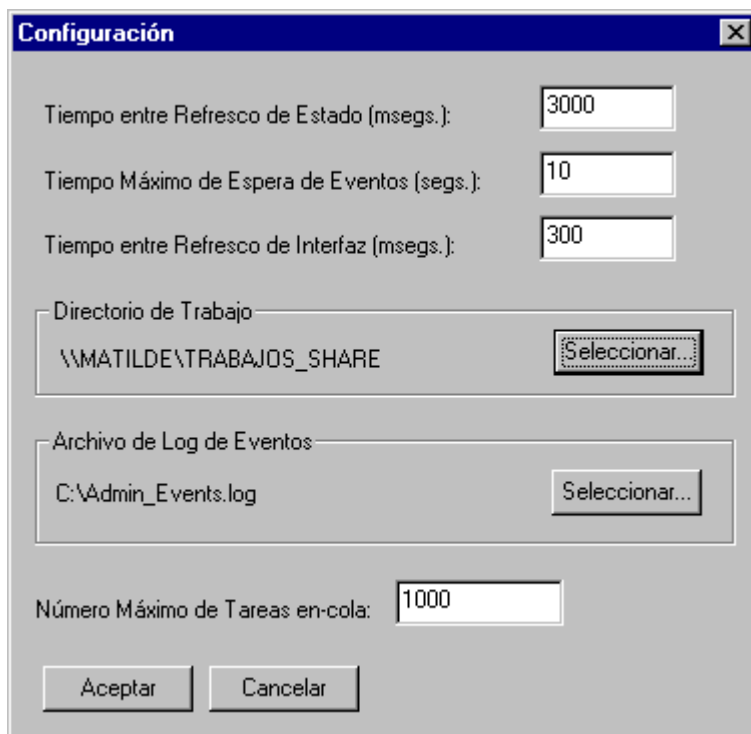 Configuración
Tiempo entre Refresco de Estado (msegs.): 3000
Tiempo Máximo de Espera de Eventos (segs.): 10
Tiempo entre Refresco de Interfaz (msegs.): 300
Directorio de Trabajo
\\MATILDE\TRABAJOS_SHARE Seleccionar...
Archivo de Log de Eventos
C:\Admin_Events.log Seleccionar...
Número Máximo de Tareas en-cola: 1000
Aceptar Cancelar